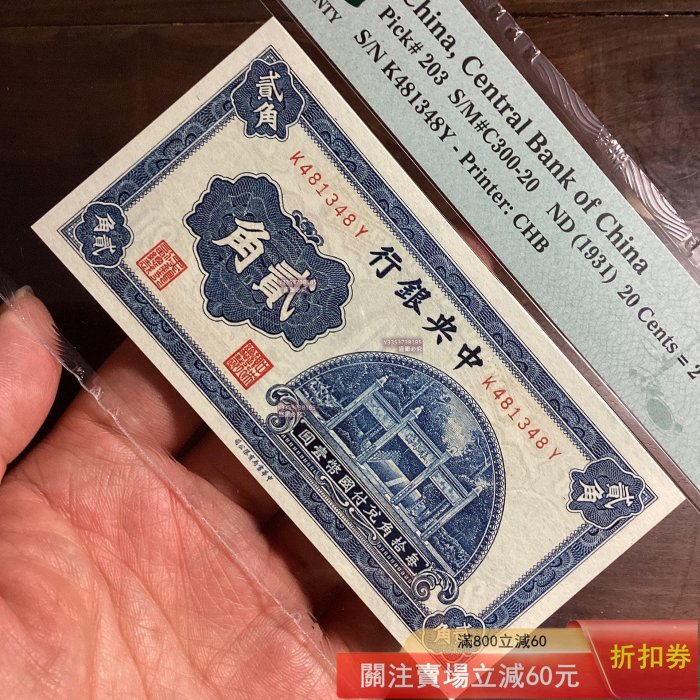 China, Central Bank of China
Pick# 203 S/M#C300-20 ND (1931) 20 Cents = 2
S/N K481348Y - Printer: CHB
貳角
K481348Y
角貳
貳角
行銀央中
K481348Y
圓壹幣國付兌角拾每
貳角
滿800立減60
關注賣場立減60元
折扣券